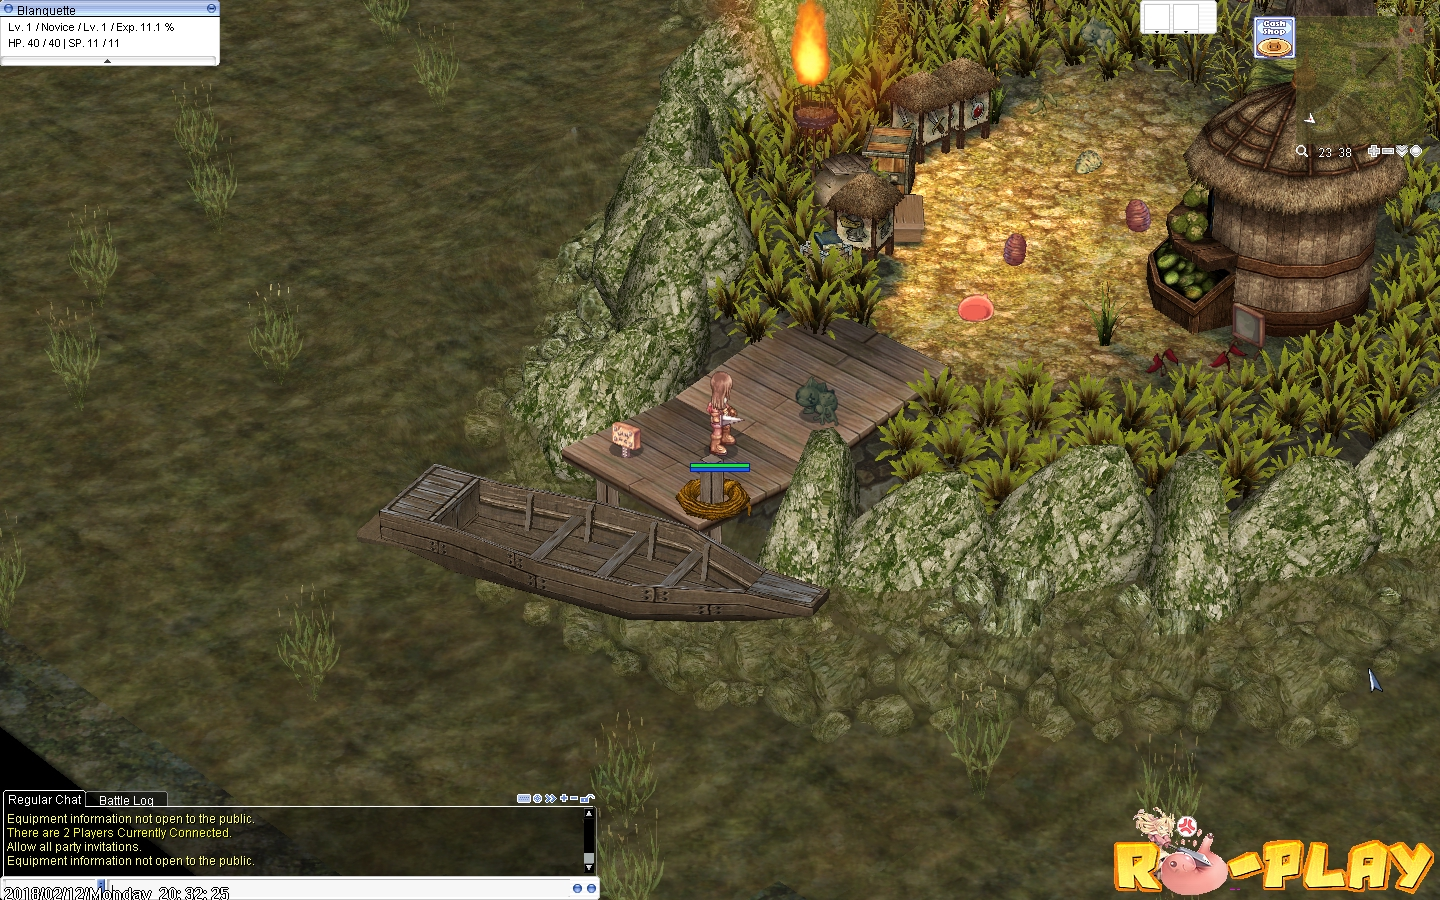 Blanquette
Lv. 1 / Novice / Lv. 1 / Exp. 11.1 %
HP. 40 / 40 | SP. 11 / 11
Cash
Shop
23 38
Regular Chat
Battle Log
Equipment information not open to the public.
There are 2 Players Currently Connected.
Allow all party invitations.
Equipment information not open to the public.
2018/02/12/Monday 20: 32: 25
RO-PLAY